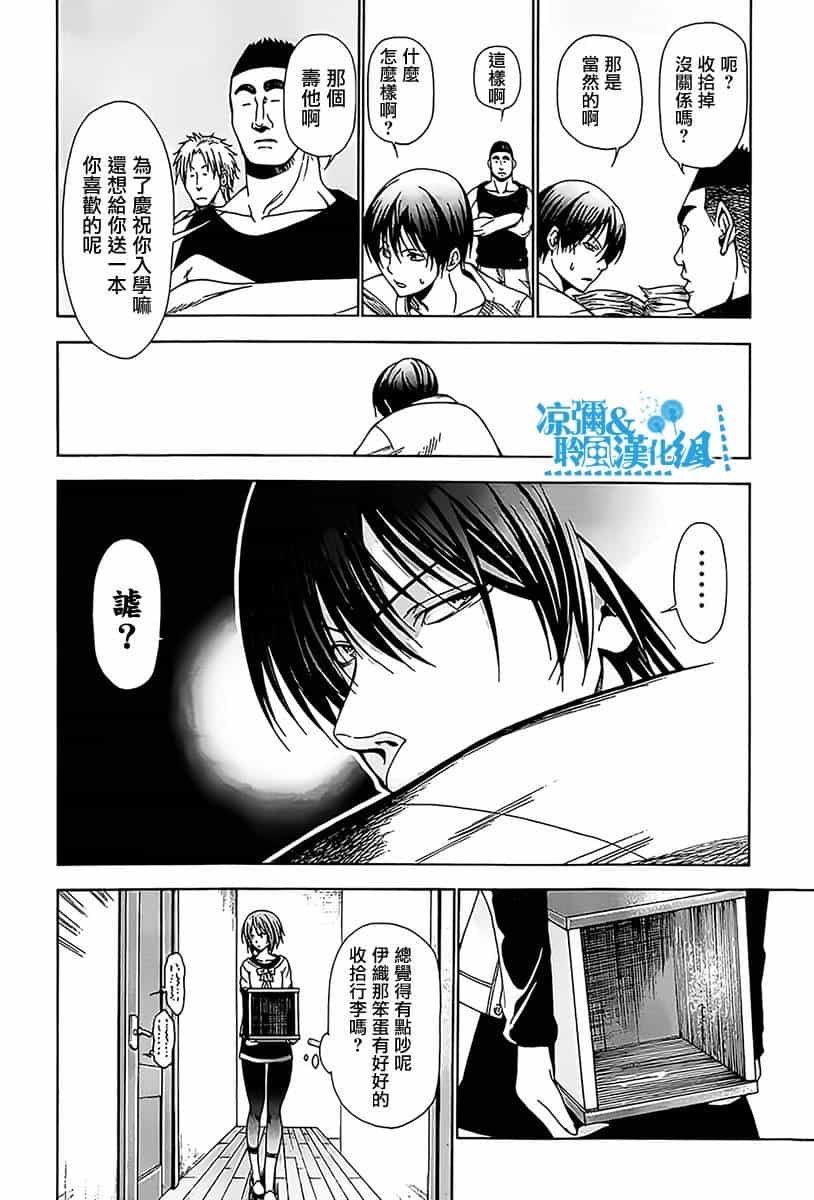 呃？
收拾掉
沒關係嗎？
那是
當然的啊
這樣啊
什麼
怎麼樣啊？
那個
壽他啊
為了慶祝你入學嘛
還想給你送一本
你喜歡的呢
凉彌&
聆風漢化組
……
謔？
總覺得有點吵呢
伊織那笨蛋有好好的
收拾行李嗎？